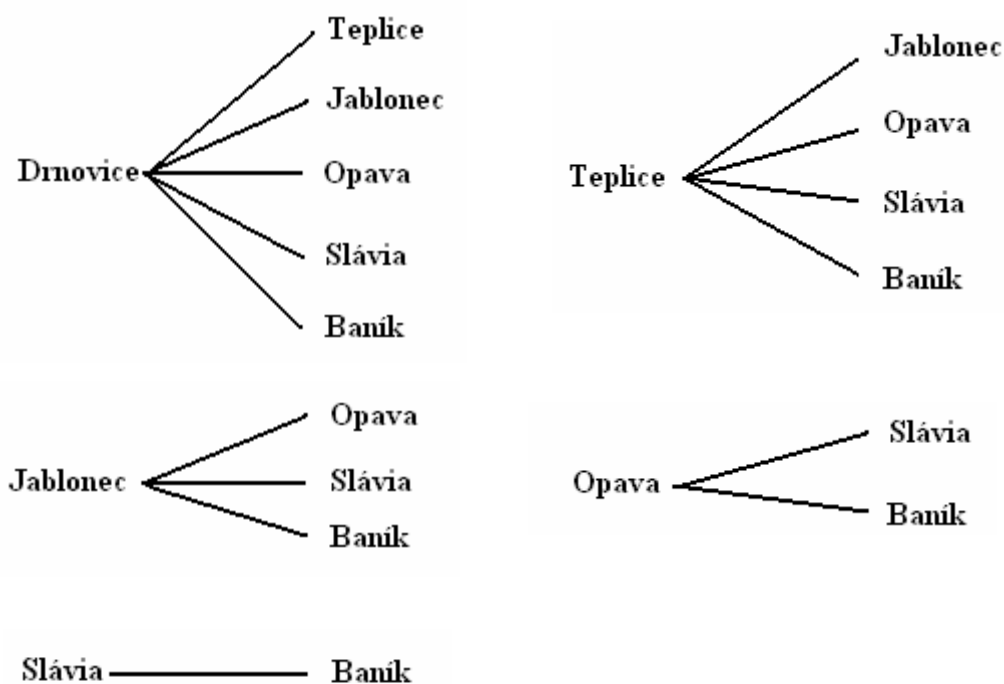 Drnovice
Teplice
Jablonec
Opava
Slávia
Baník
Teplice
Jablonec
Opava
Slávia
Baník
Jablonec
Opava
Slávia
Baník
Opava
Slávia
Baník
Slávia
Baník